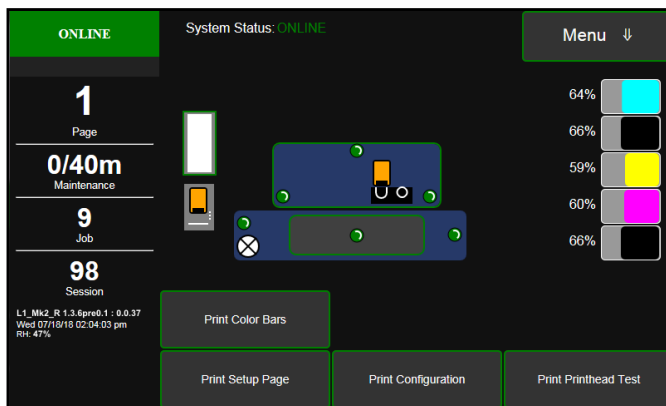 ONLINE
System Status: ONLINE
Menu ⇓
1
Page
0/40m
Maintenance
9
Job
98
Session
L1_Mk2_R 1.3.6pre0.1 : 0.0.37
Wed 07/18/18 02:04:03 pm
RH: 47%
64%
66%
59%
60%
66%
Print Color Bars
Print Setup Page
Print Configuration
Print Printhead Test